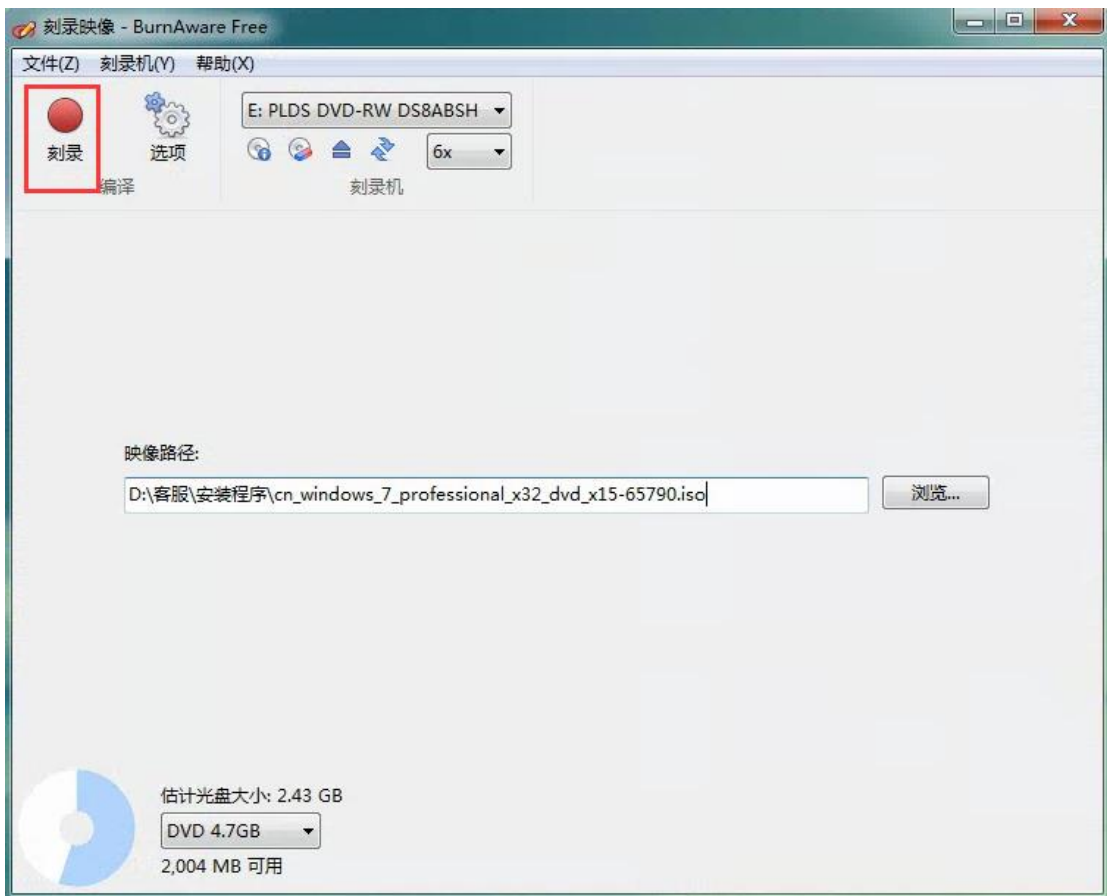 刻录映像 - BurnAware Free
文件(Z) 刻录机(Y) 帮助(X)
E: PLDS DVD-RW DS8ABSH
刻录 选项 6x
编译 刻录机
映像路径:
D:\客服\安装程序\cn_windows_7_professional_x32_dvd_x15-65790.iso 浏览...
估计光盘大小: 2.43 GB
DVD 4.7GB
2,004 MB 可用